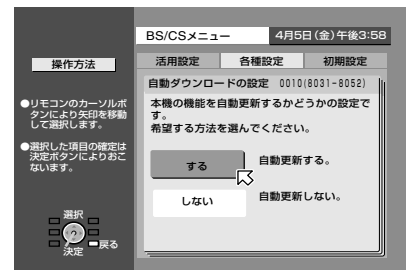 BS/CSメニュー
4月5日(金)午後3:58
操作方法
活用設定
各種設定
初期設定
自動ダウンロードの設定 0010(8031-8052)
●リモコンのカーソルボ
タンにより矢印を移動
して選択します。
●選択した項目の確定は
決定ボタンによりおこ
ないます。
本機の機能を自動更新するかどうかの設定で
す。
希望する方法を選んでください。
する
自動更新する。
しない
自動更新しない。
選択
?
戻る
決定